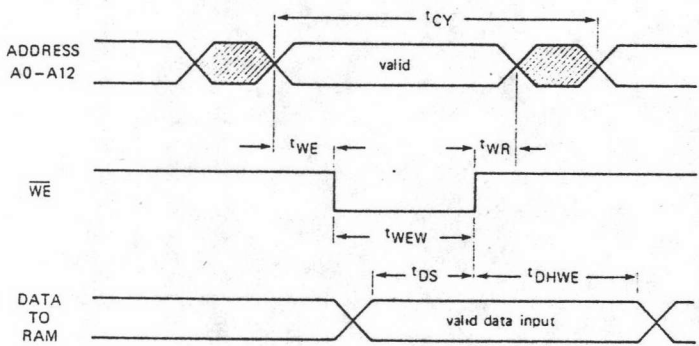 tCY
ADDRESS
A0–A12
valid
tWE
tWR
WE
tWEW
tDS
tDHWE
DATA
TO
RAM
valid data input